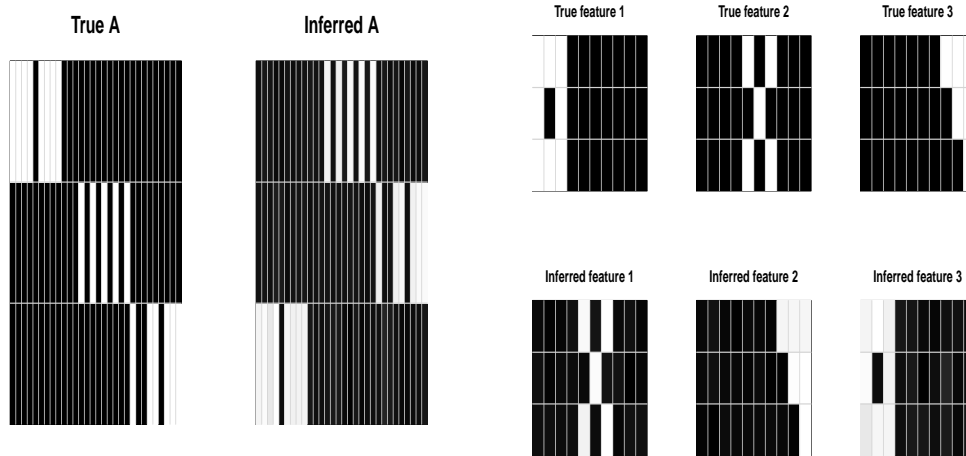 True A
Inferred A
True feature 1
True feature 2
True feature 3
Inferred feature 1
Inferred feature 2
Inferred feature 3